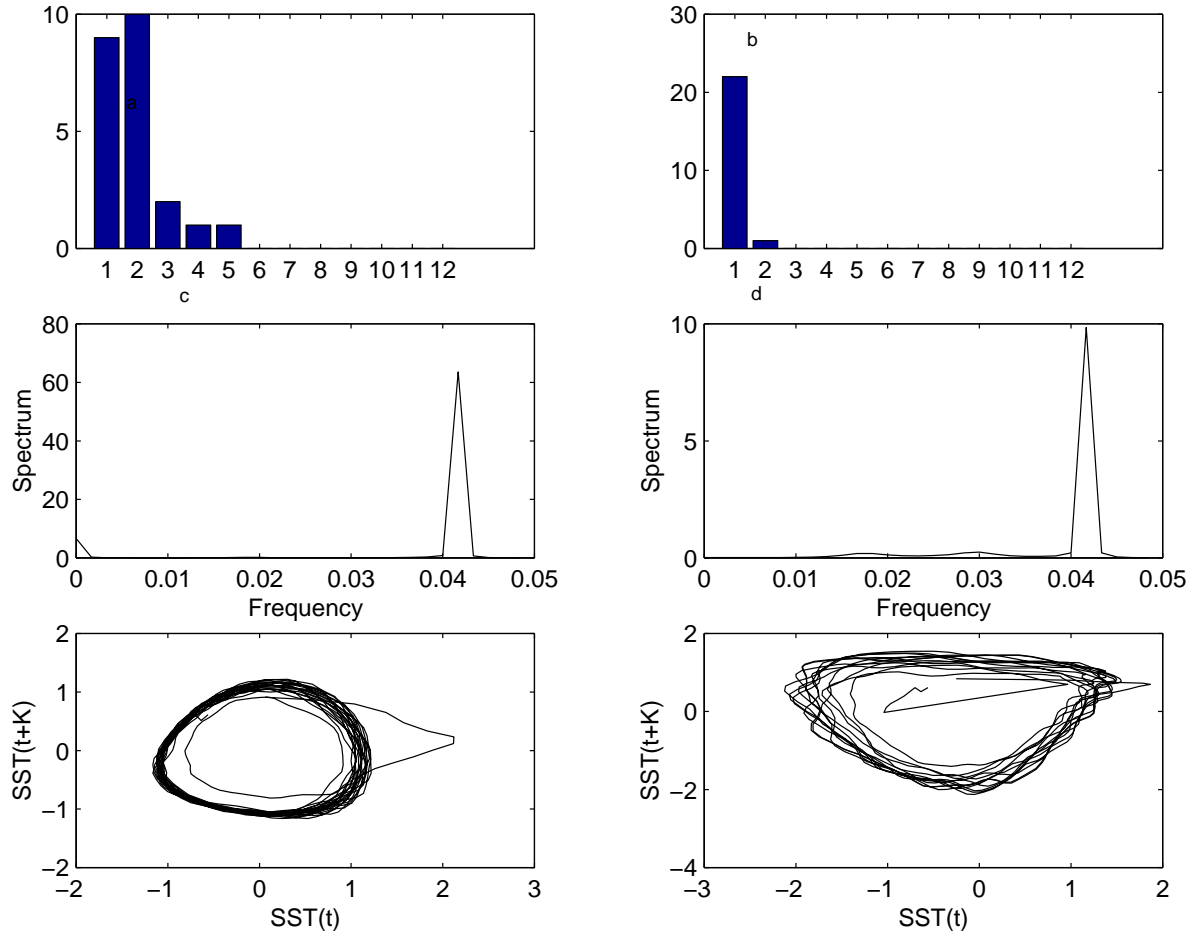 10
5
0
a
1 2 3 4 5 6 7 8 9 10 11 12
c
30
20
10
0
b
1 2 3 4 5 6 7 8 9 10 11 12
d
80
60
40
20
0
Spectrum
0 0.01 0.02 0.03 0.04 0.05
Frequency
10
5
0
Spectrum
0 0.01 0.02 0.03 0.04 0.05
Frequency
2
1
0
−1
−2
SST(t+K)
−2 −1 0 1 2 3
SST(t)
2
0
−2
−4
SST(t+K)
−3 −2 −1 0 1 2
SST(t)